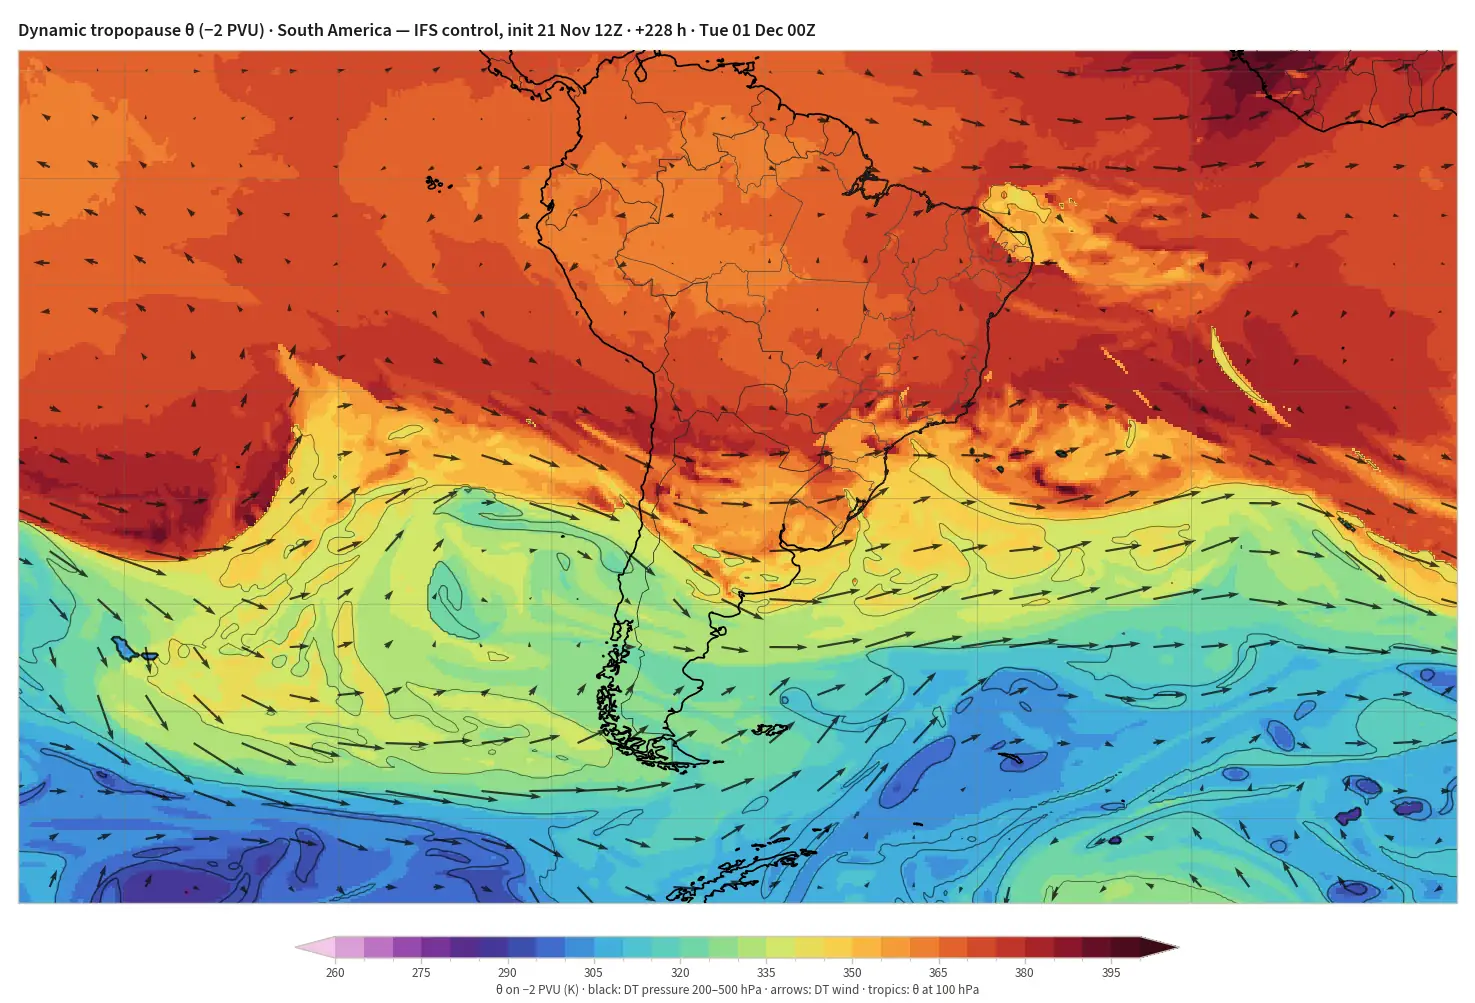 Dynamic tropopause θ (−2 PVU) · South America — IFS control, init 21 Nov 12Z · +228 h · Tue 01 Dec 00Z
260 275 290 305 320 335 350 365 380 395
θ on −2 PVU (K) · black: DT pressure 200–500 hPa · arrows: DT wind · tropics: θ at 100 hPa